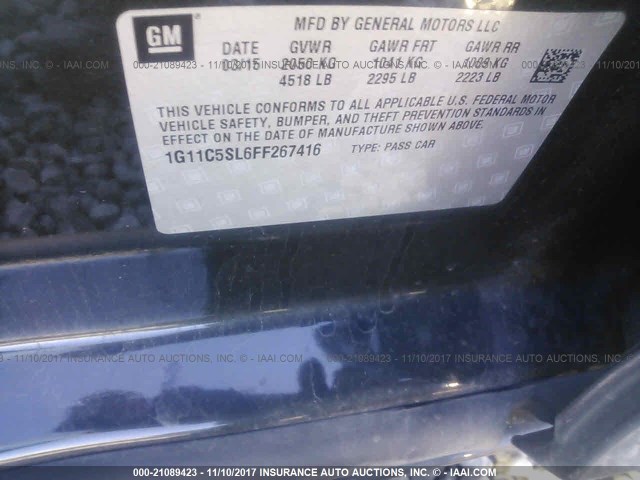 MFD BY GENERAL MOTORS LLC
GM
DATE GVWR GAWR FRT GAWR RR
03/15 2050 KG 1041 KG 1009 KG
4518 LB 2295 LB 2223 LB
THIS VEHICLE CONFORMS TO ALL APPLICABLE U.S. FEDERAL MOTOR
VEHICLE SAFETY, BUMPER, AND THEFT PREVENTION STANDARDS IN
EFFECT ON THE DATE OF MANUFACTURE SHOWN ABOVE.
1G11C5SL6FF267416 TYPE: PASS CAR
000-21089423 - 11/10/2017 INSURANCE AUTO AUCTIONS, INC. © - IAAI.COM